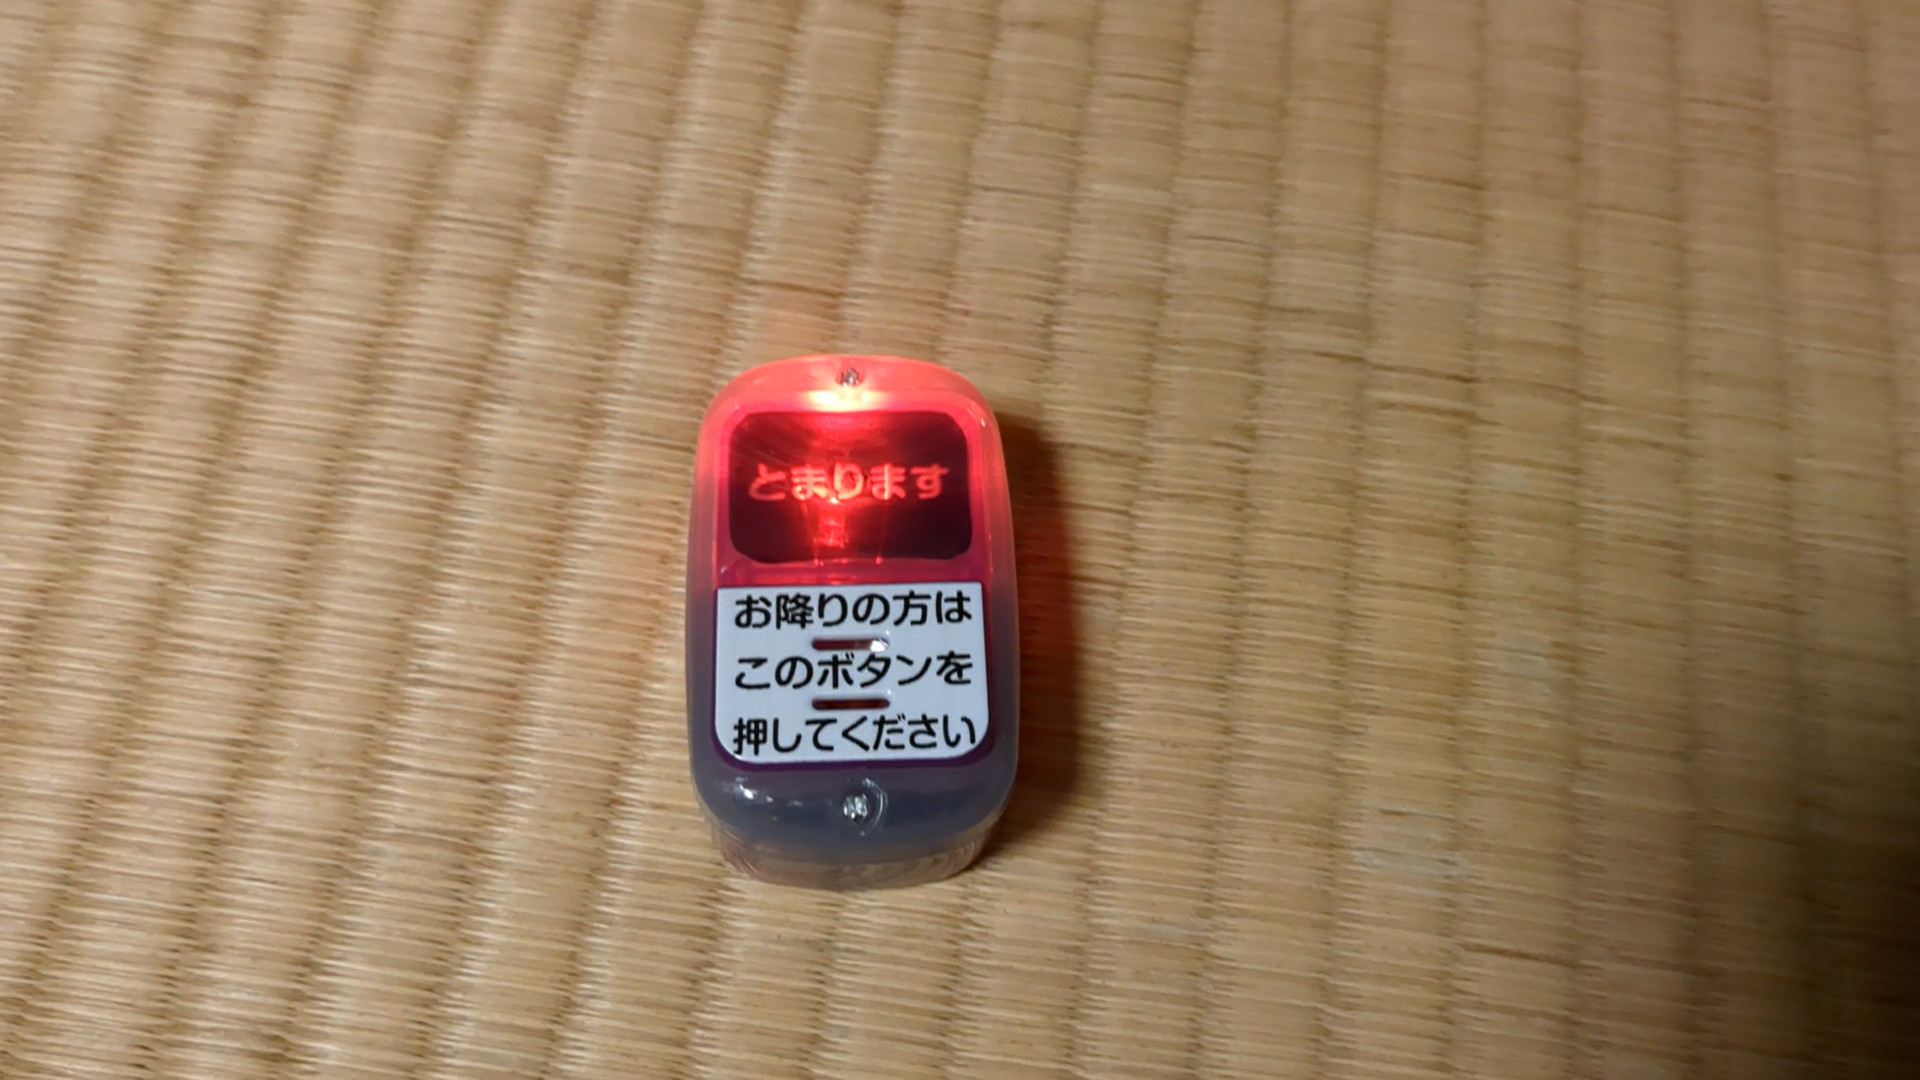 とまります
お降りの方は
このボタンを
押してください